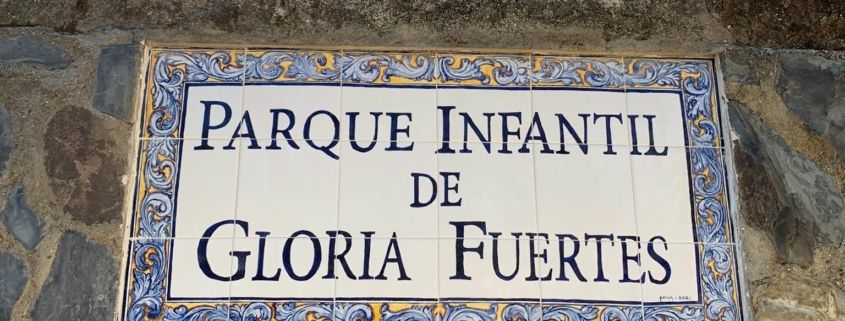 PARQUE INFANTIL
DE
GLORIA FUERTES